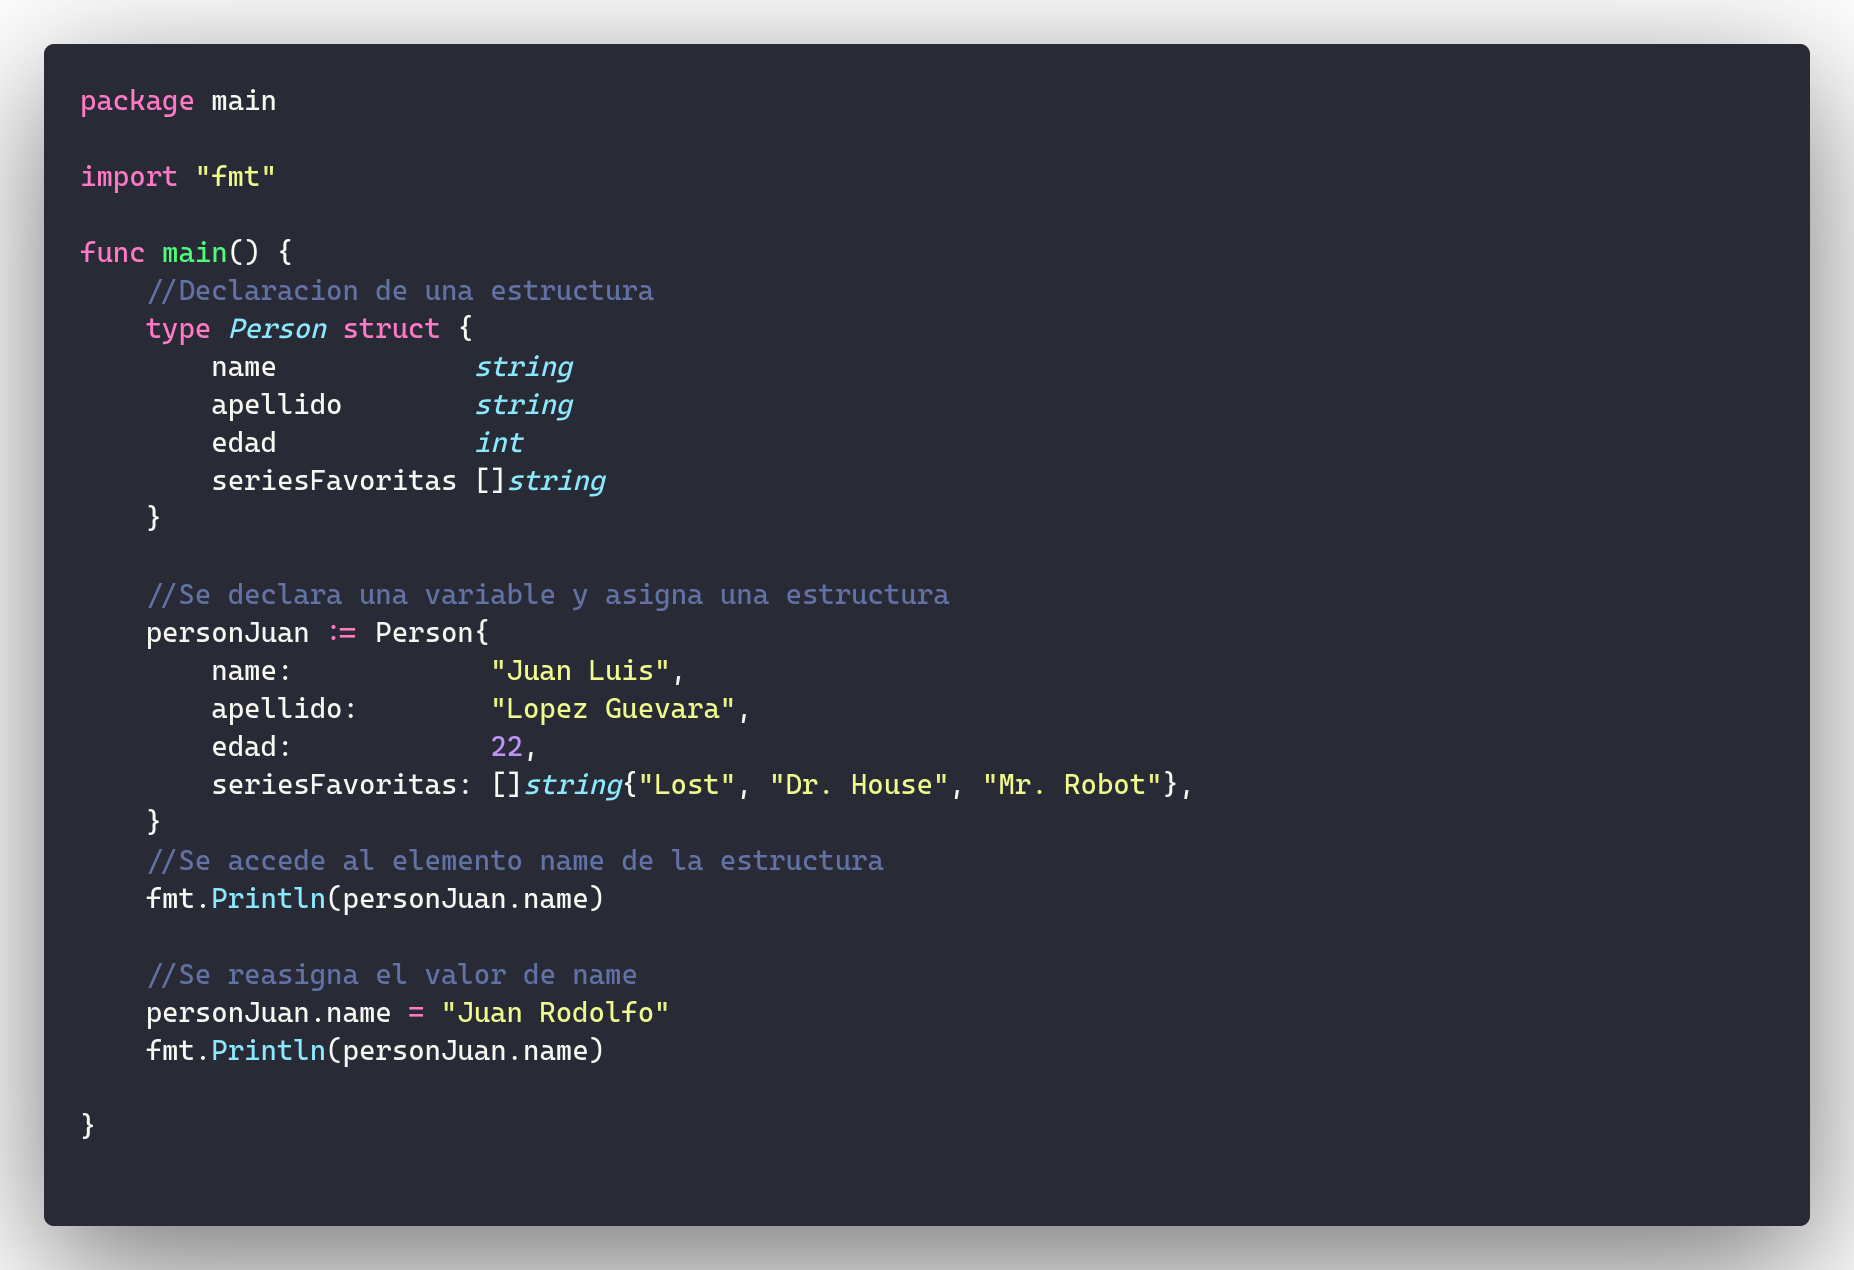 package main

import "fmt"

func main() {
    //Declaracion de una estructura
    type Person struct {
        name            string
        apellido        string
        edad            int
        seriesFavoritas []string
    }

    //Se declara una variable y asigna una estructura
    personJuan := Person{
        name:            "Juan Luis",
        apellido:        "Lopez Guevara",
        edad:            22,
        seriesFavoritas: []string{"Lost", "Dr. House", "Mr. Robot"},
    }
    //Se accede al elemento name de la estructura
    fmt.Println(personJuan.name)

    //Se reasigna el valor de name
    personJuan.name = "Juan Rodolfo"
    fmt.Println(personJuan.name)

}